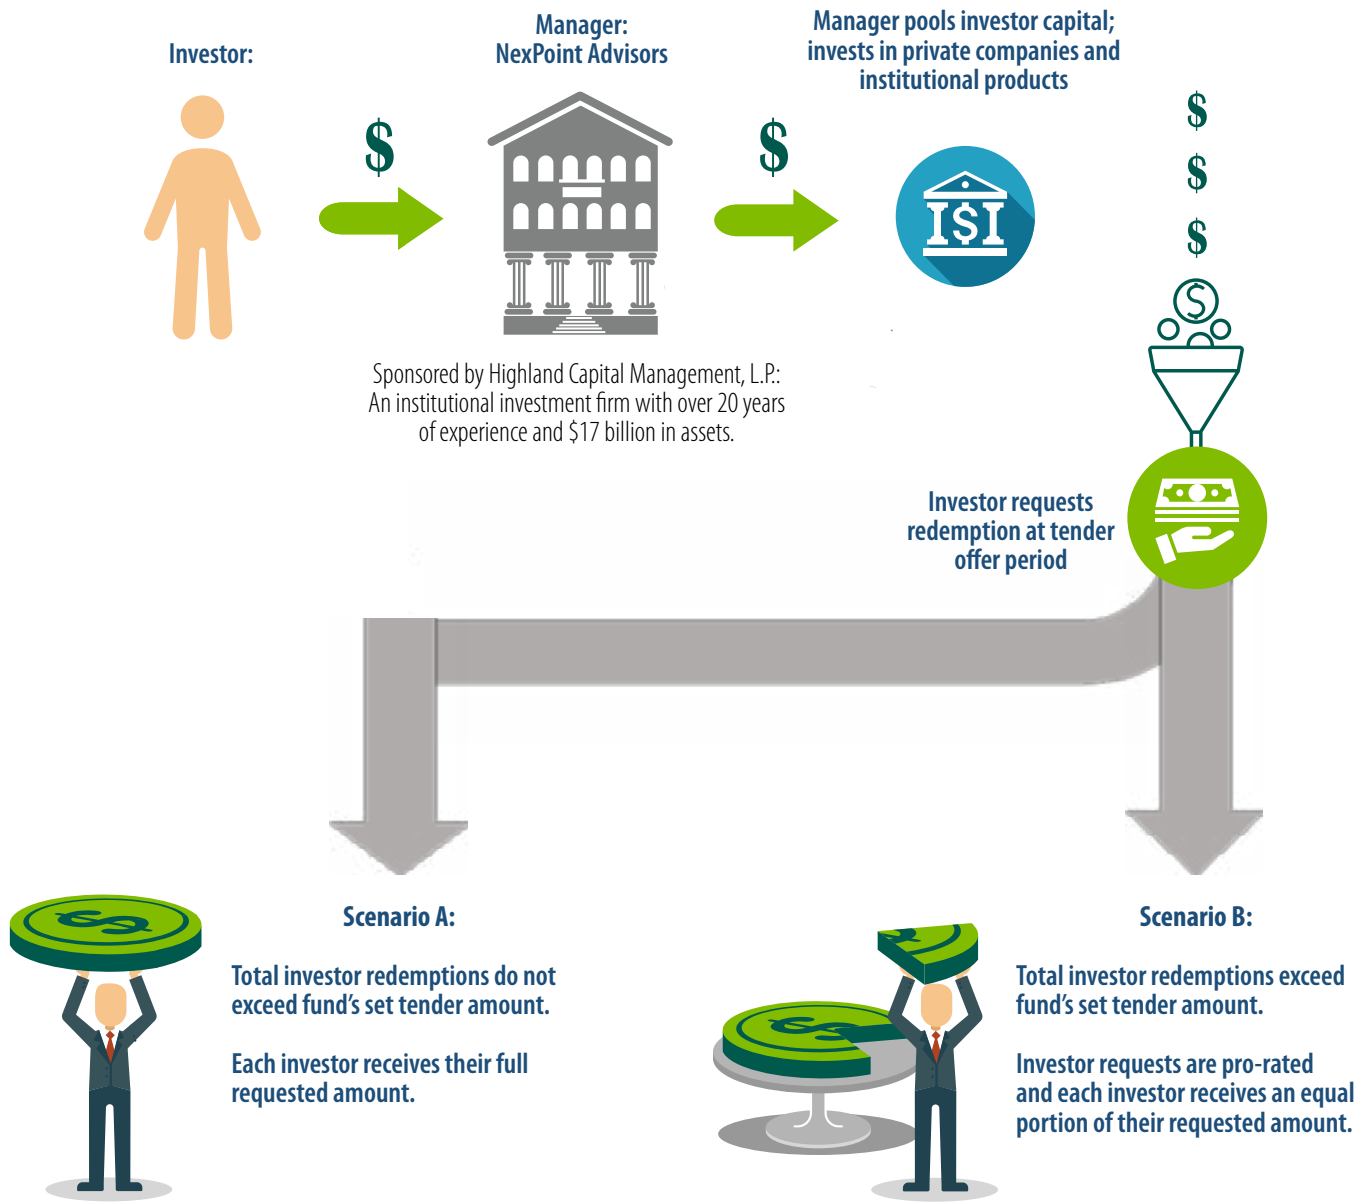 Investor:
Manager:
NexPoint Advisors
Manager pools investor capital;
invests in private companies and
institutional products
$
$
$
$
$
$
$
Sponsored by Highland Capital Management, L.P.:
An institutional investment firm with over 20 years
of experience and $17 billion in assets.
Investor requests
redemption at tender
offer period
Scenario A:
Total investor redemptions do not
exceed fund’s set tender amount.
Each investor receives their full
requested amount.
$
Scenario B:
Total investor redemptions exceed
fund’s set tender amount.
Investor requests are pro-rated
and each investor receives an equal
portion of their requested amount.
$